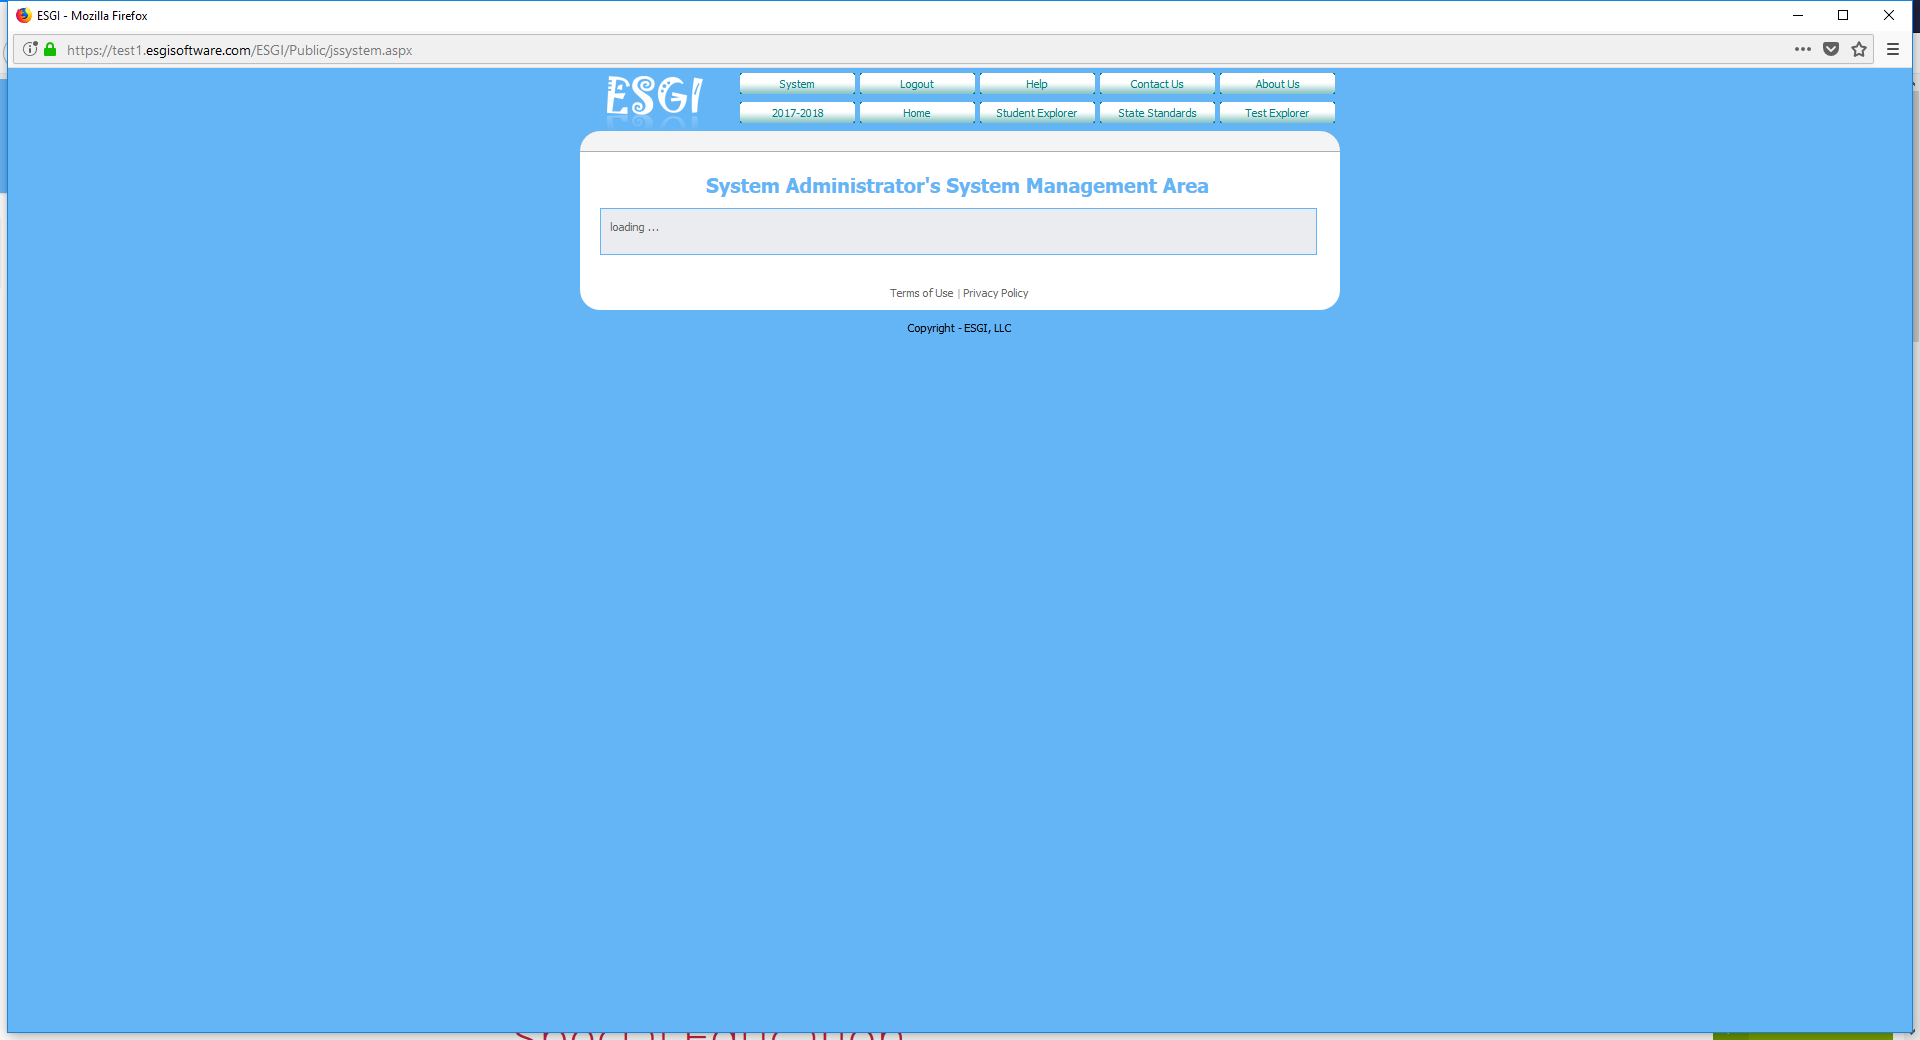 ESGI - Mozilla Firefox
https://test1.esgisoftware.com/ESGI/Public/jssystem.aspx
ESGI
System Logout Help Contact Us About Us
2017-2018 Home Student Explorer State Standards Test Explorer
System Administrator's System Management Area
loading ...
Terms of Use | Privacy Policy
Copyright - ESGI, LLC
Special Education